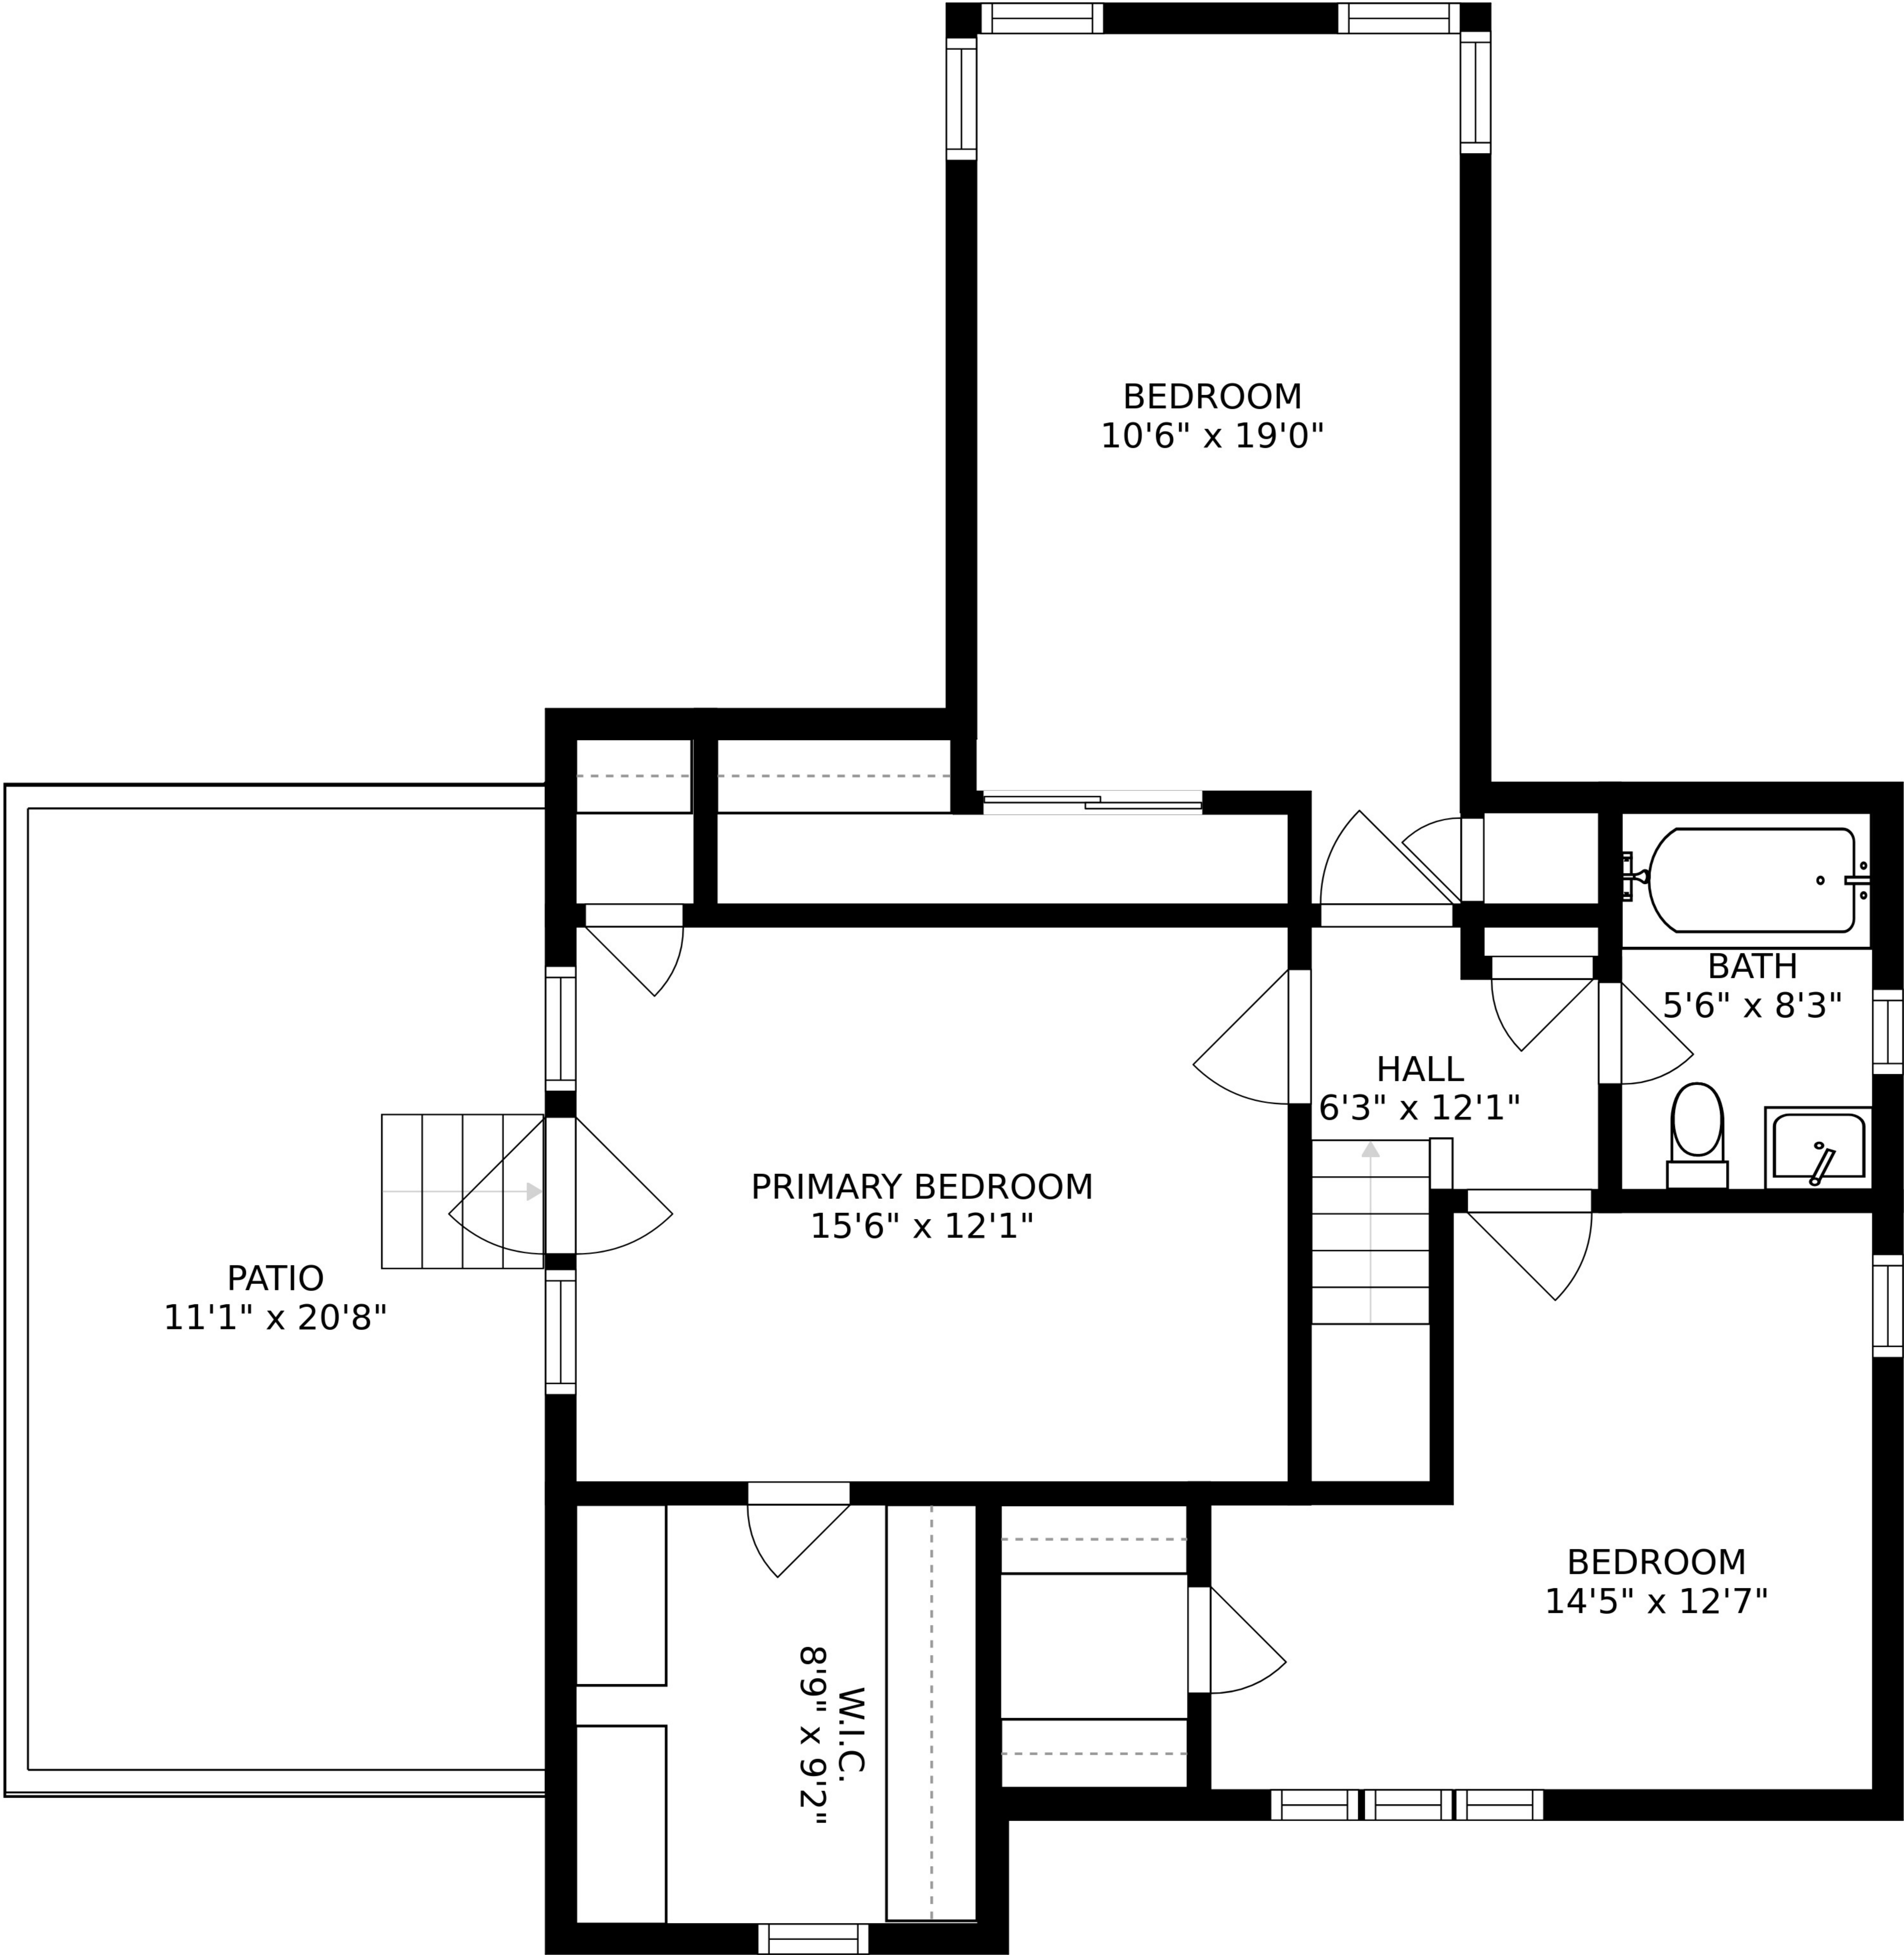 BEDROOM
10'6" x 19'0"
BATH
5'6" x 8'3"
HALL
6'3" x 12'1"
PRIMARY BEDROOM
15'6" x 12'1"
PATIO
11'1" x 20'8"
BEDROOM
14'5" x 12'7"
W.I.C.
8'9" x 9'2"